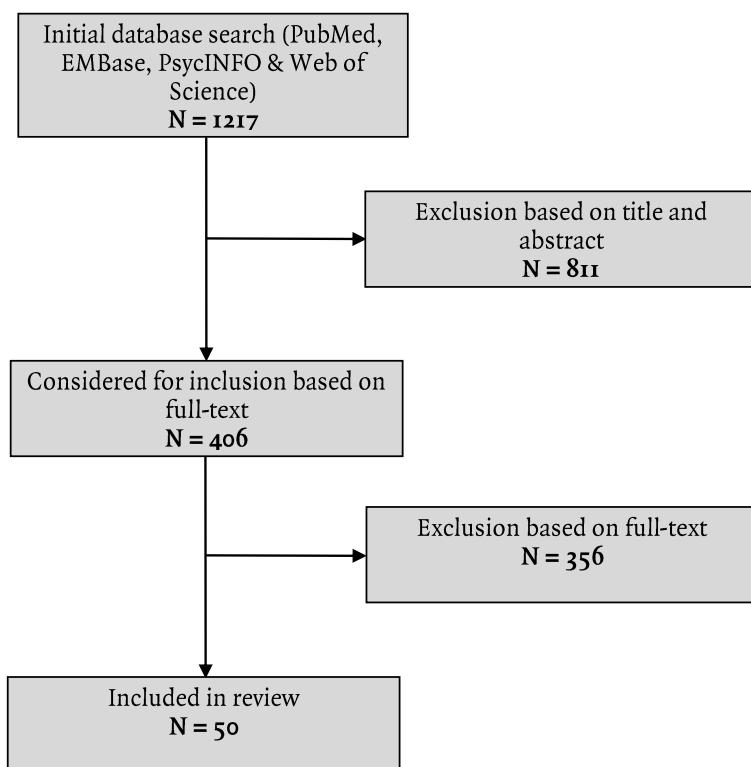 Initial database search (PubMed,
EMBase, PsycINFO & Web of
Science)
N = 1217
Exclusion based on title and
abstract
N = 811
Considered for inclusion based on
full-text
N = 406
Exclusion based on full-text
N = 356
Included in review
N = 50